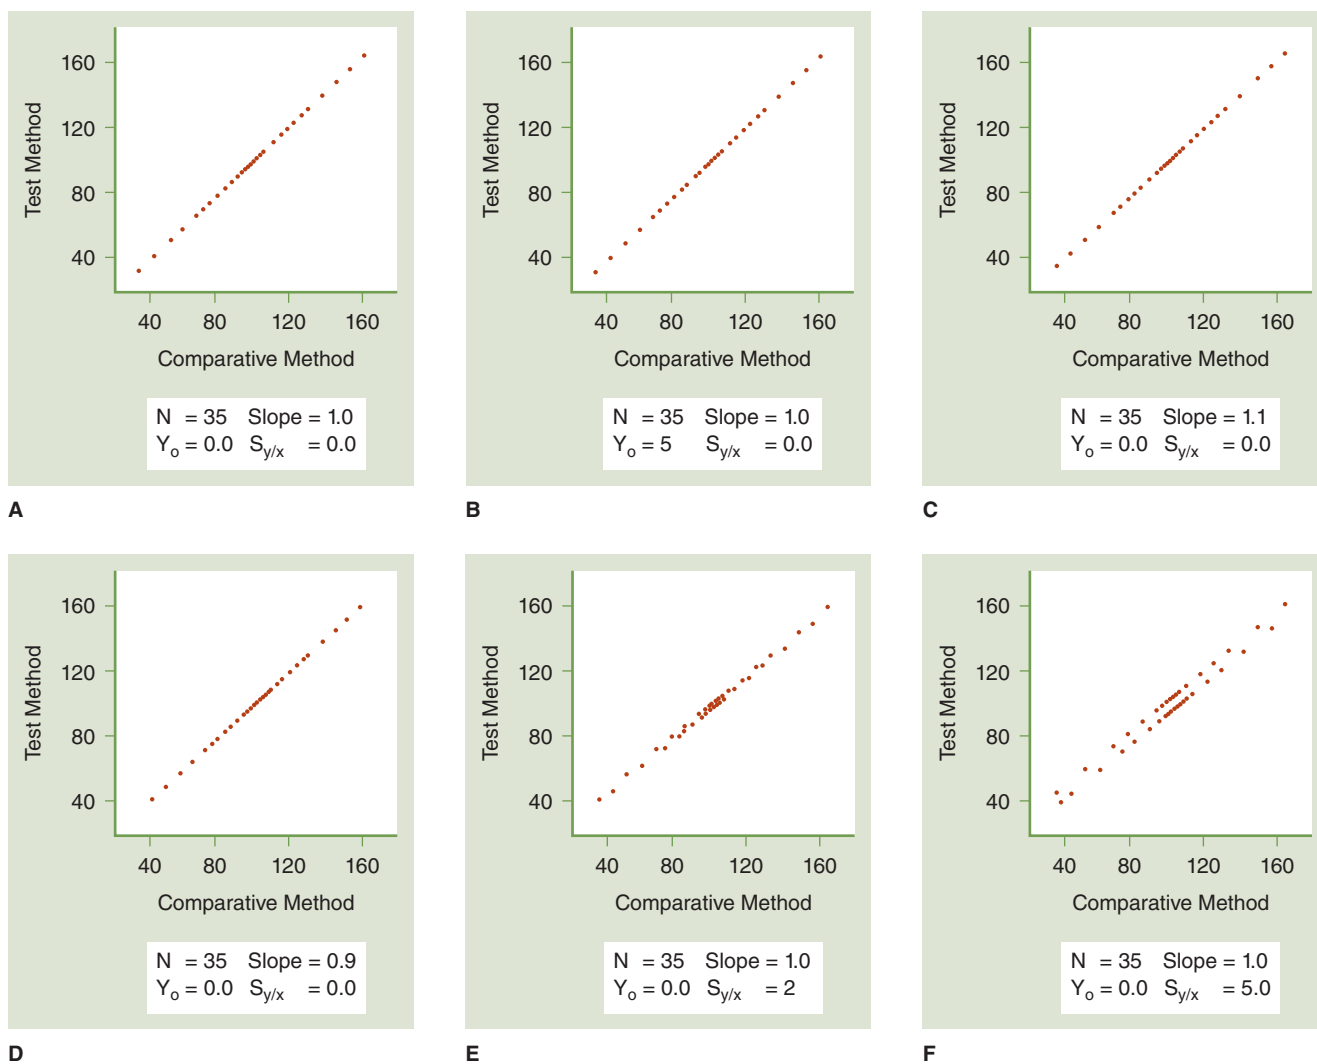 160
120
80
40
Test Method
40 80 120 160
Comparative Method
N = 35 Slope = 1.0
Yo = 0.0 Sy/x = 0.0
A
160
120
80
40
Test Method
40 80 120 160
Comparative Method
N = 35 Slope = 1.0
Yo = 5 Sy/x = 0.0
B
160
120
80
40
Test Method
40 80 120 160
Comparative Method
N = 35 Slope = 1.1
Yo = 0.0 Sy/x = 0.0
C
160
120
80
40
Test Method
40 80 120 160
Comparative Method
N = 35 Slope = 0.9
Yo = 0.0 Sy/x = 0.0
D
160
120
80
40
Test Method
40 80 120 160
Comparative Method
N = 35 Slope = 1.0
Yo = 0.0 Sy/x = 2
E
160
120
80
40
Test Method
40 80 120 160
Comparative Method
N = 35 Slope = 1.0
Yo = 0.0 Sy/x = 5.0
F